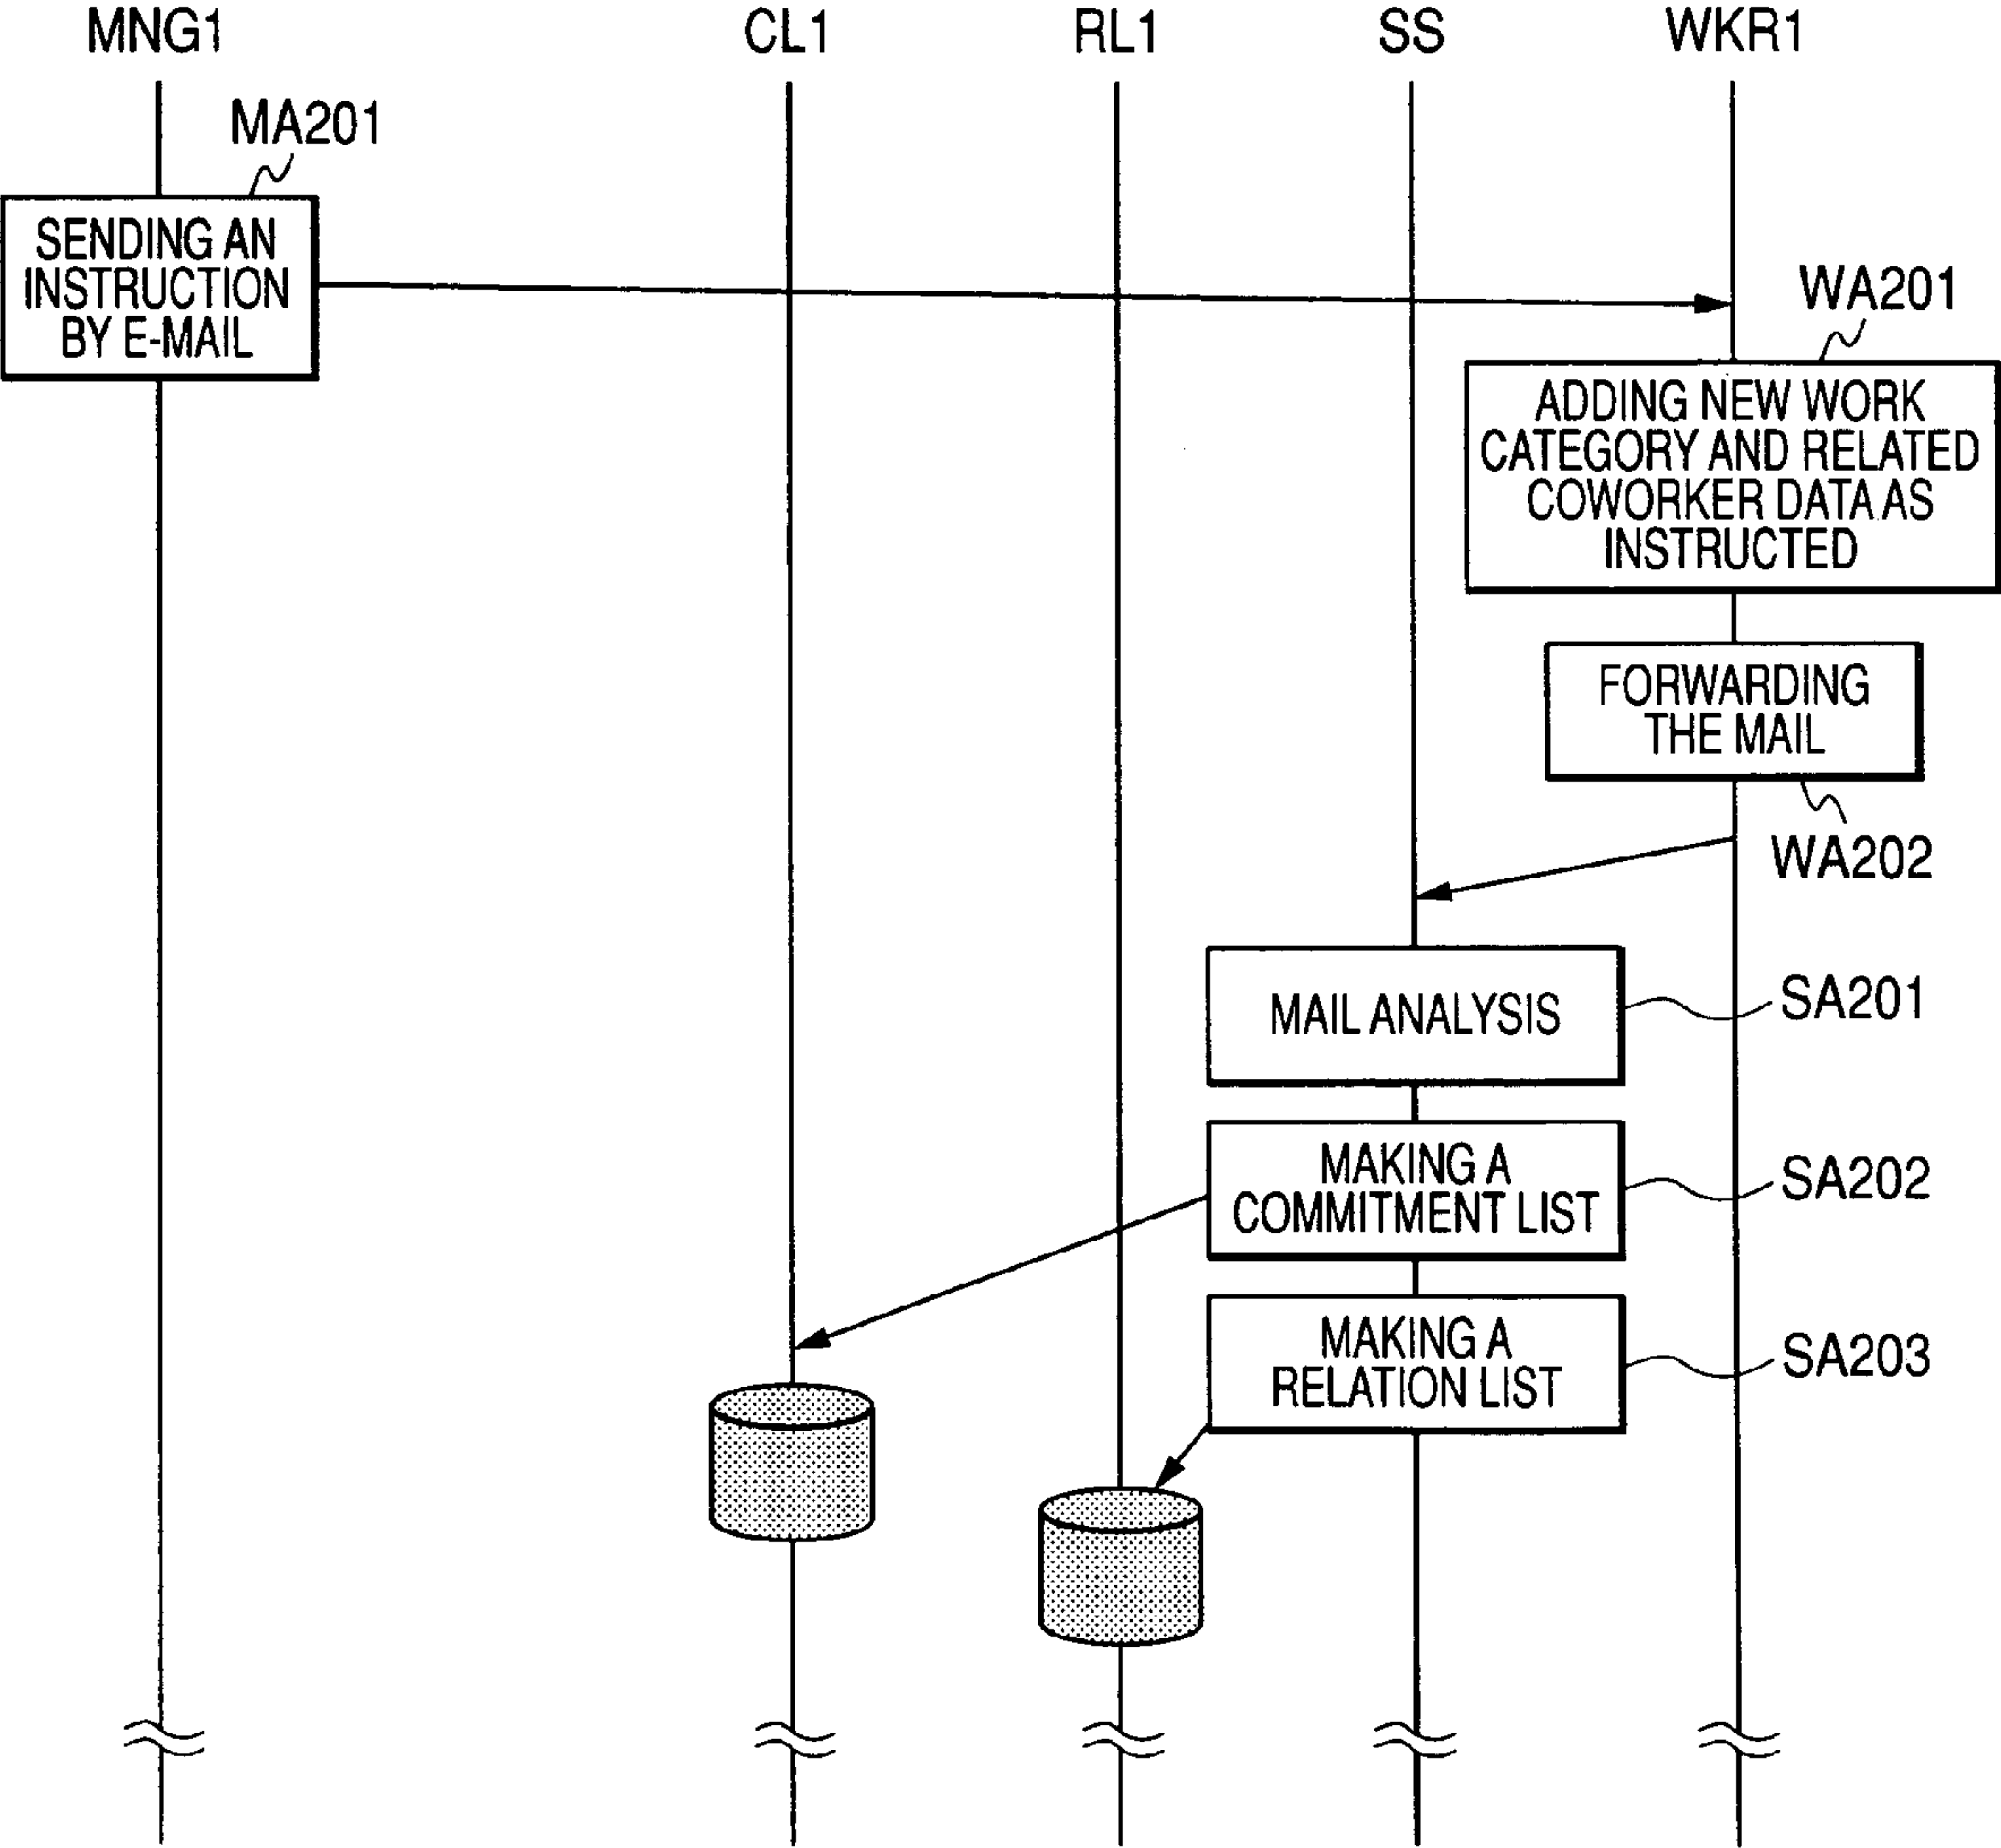 MNG1 CL1 RL1 SS WKR1
MA201
SENDING AN
INSTRUCTION
BY E-MAIL
WA201
ADDING NEW WORK
CATEGORY AND RELATED
COWORKER DATA AS
INSTRUCTED
FORWARDING
THE MAIL
WA202
MAIL ANALYSIS
SA201
MAKING A
COMMITMENT LIST
SA202
MAKING A
RELATION LIST
SA203